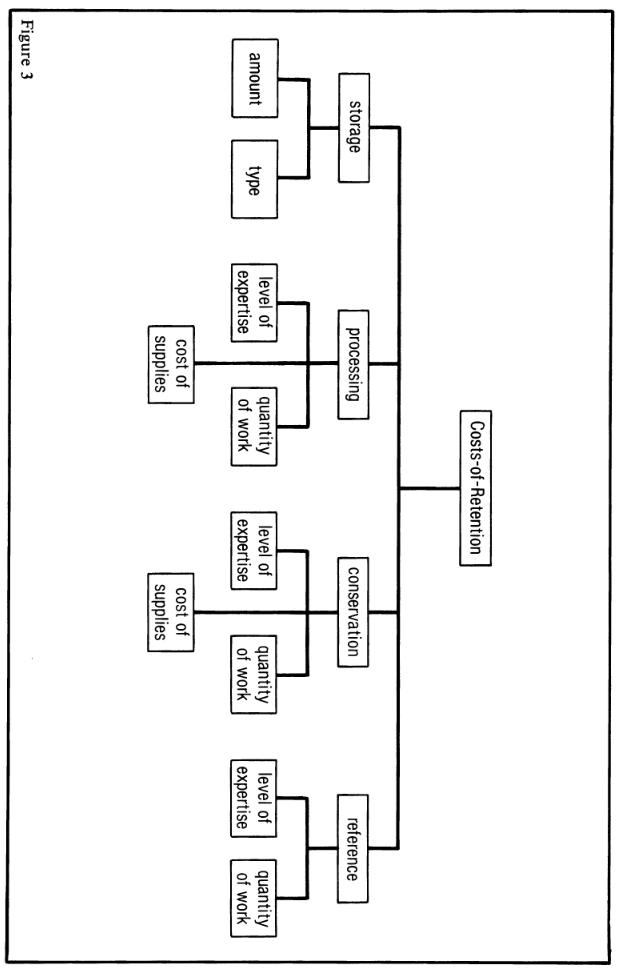 Costs-of-Retention
storage
processing
conservation
reference
amount
type
level of
expertise
quantity
of work
level of
expertise
quantity
of work
level of
expertise
quantity
of work
cost of
supplies
cost of
supplies
Figure 3